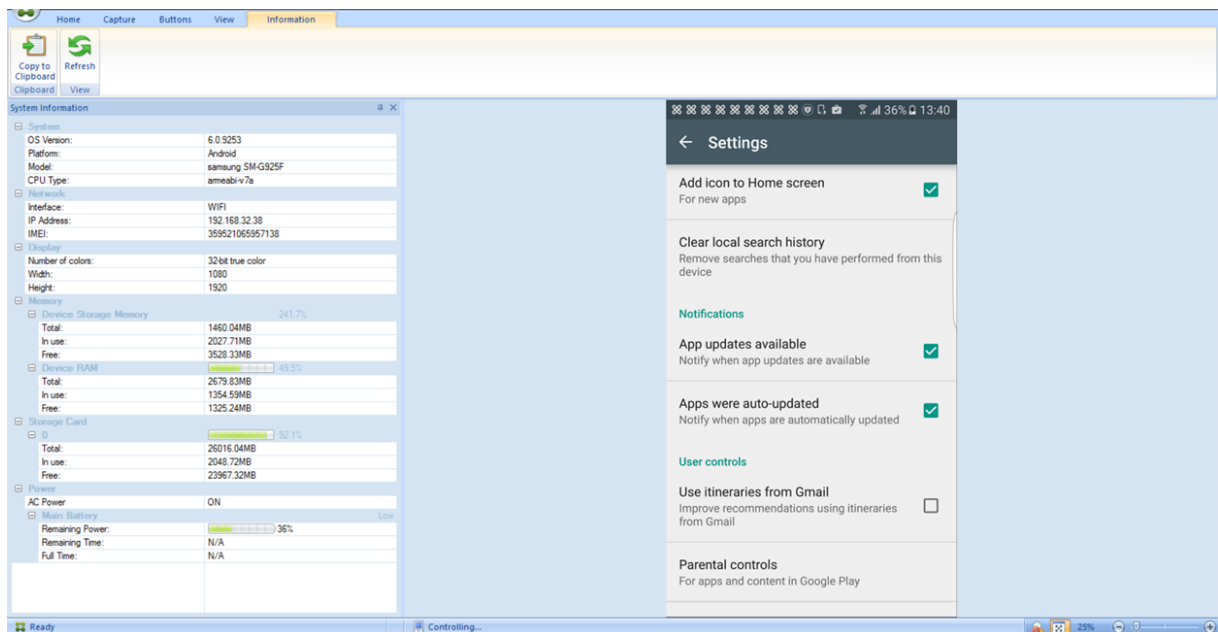 Home Capture Buttons View Information
Copy to Clipboard
Refresh
Clipboard View
System Information
System
OS Version: 6.0.9253
Platform: Android
Model: samsung SM-G925F
CPU Type: armeabi-v7a
Network
Interface: WIFI
IP Address: 192.168.32.38
IMEI: 359521065957138
Display
Number of colors: 32-bit true color
Width: 1080
Height: 1920
Memory
Device Storage Memory 241.7%
Total: 1460.04MB
In use: 2027.71MB
Free: 3528.33MB
Device RAM 49.5%
Total: 2679.83MB
In use: 1354.59MB
Free: 1325.24MB
Storage Card
0 92.1%
Total: 26016.04MB
In use: 2048.72MB
Free: 23967.32MB
Power
AC Power ON
Main Battery Low
Remaining Power: 36%
Remaining Time: N/A
Full Time: N/A
36% 13:40
Settings
Add icon to Home screen
For new apps
Clear local search history
Remove searches that you have performed from this
device
Notifications
App updates available
Notify when app updates are available
Apps were auto-updated
Notify when apps are automatically updated
User controls
Use itineraries from Gmail
Improve recommendations using itineraries
from Gmail
Parental controls
For apps and content in Google Play
Ready Controlling... 25%